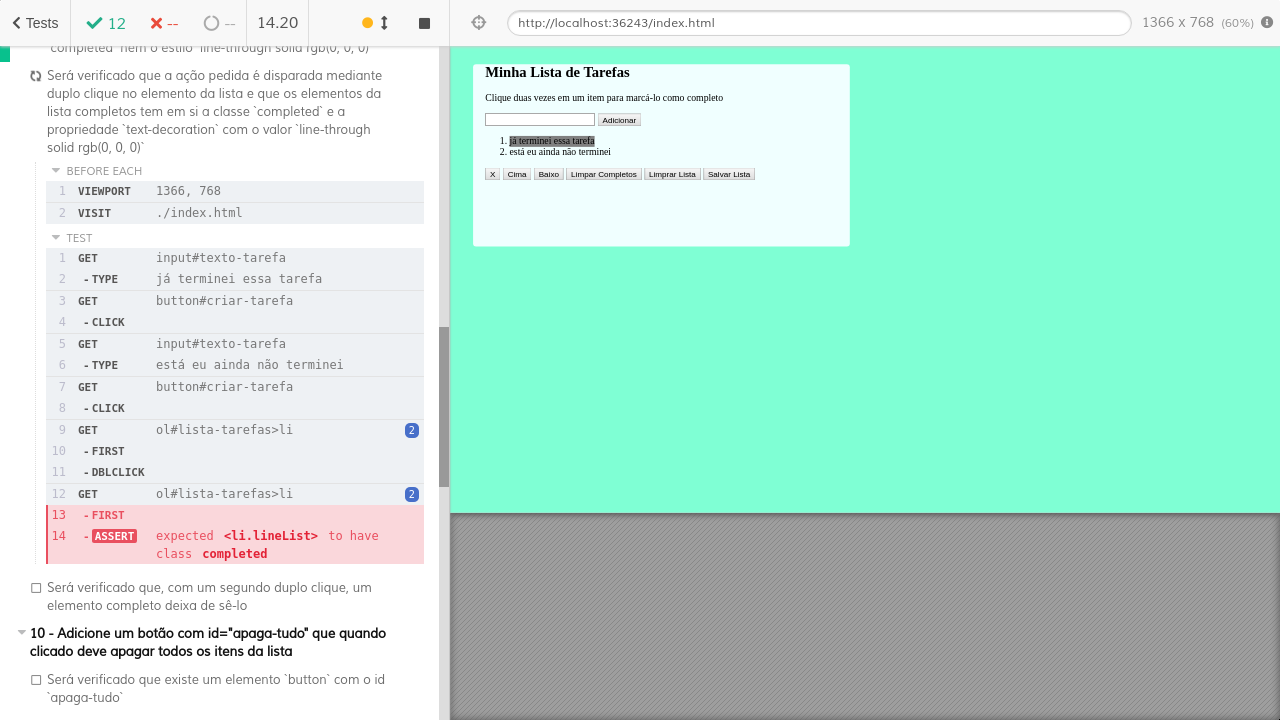 Tests
12
--
--
14.20
http://localhost:36243/index.html
1366 x 768 (60%)
`completed` nem o estilo `line-through
solid rgb(0, 0, 0)`
Será verificado que a ação pedida é disparada mediante
duplo clique no elemento da lista e que os elementos da
lista completos tem em si a classe `completed` e a
propriedade `text-decoration` com o valor `line-through
solid rgb(0, 0, 0)`
BEFORE EACH
1 VIEWPORT 1366, 768
2 VISIT ./index.html
TEST
1 GET input#texto-tarefa
2 -TYPE já terminei essa tarefa
3 GET button#criar-tarefa
4 -CLICK
5 GET input#texto-tarefa
6 -TYPE está eu ainda não terminei
7 GET button#criar-tarefa
8 -CLICK
9 GET ol#lista-tarefas>li 2
10 -FIRST
11 -DBLCLICK
12 GET ol#lista-tarefas>li 2
13 -FIRST
14 -ASSERT expected <li.lineList> to have
class completed
Será verificado que, com um segundo duplo clique, um
elemento completo deixa de sê-lo
10 - Adicione um botão com id="apaga-tudo" que quando
clicado deve apagar todos os itens da lista
Será verificado que existe um elemento `button` com o id
`apaga-tudo`
Minha Lista de Tarefas
Clique duas vezes em um item para marcá-lo como completo
Adicionar
1. já terminei essa tarefa
2. está eu ainda não terminei
X Cima Baixo Limpar Completos Limprar Lista Salvar Lista